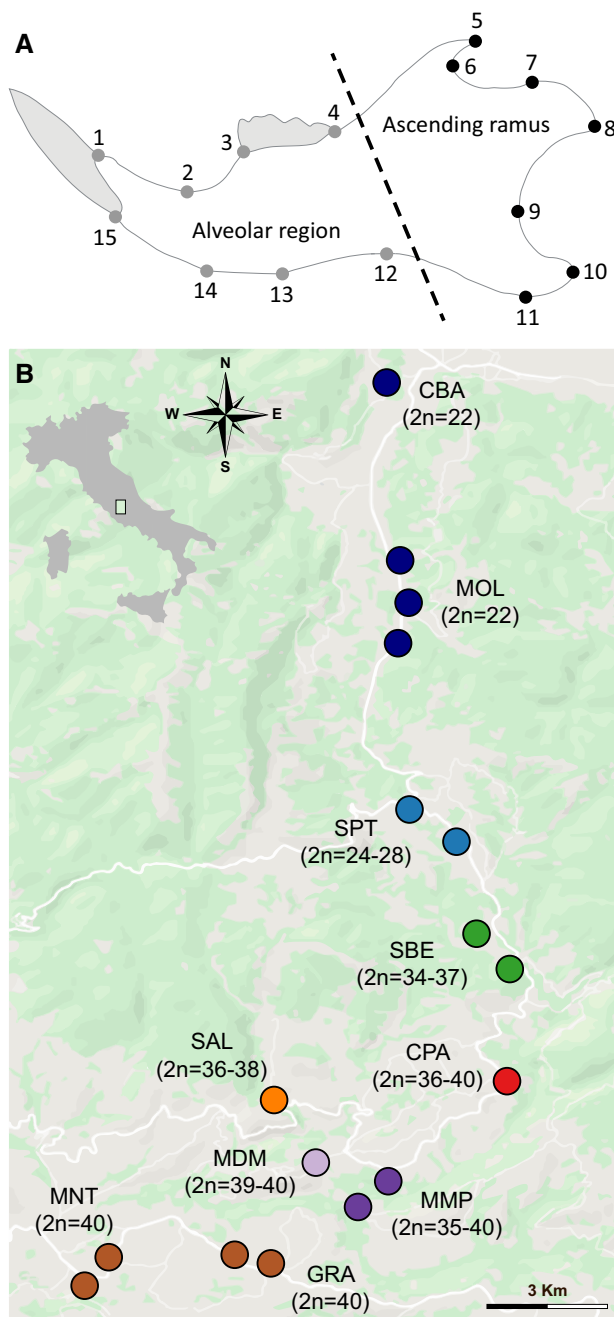 A
5
6
7
8
4
Ascending ramus
3
1
2
9
15
Alveolar region
12
10
14
13
11
B
N
W
E
S
CBA
(2n=22)
MOL
(2n=22)
SPT
(2n=24-28)
SBE
(2n=34-37)
SAL
(2n=36-38)
CPA
(2n=36-40)
MDM
(2n=39-40)
MNT
(2n=40)
MMP
(2n=35-40)
GRA
(2n=40)
3 Km